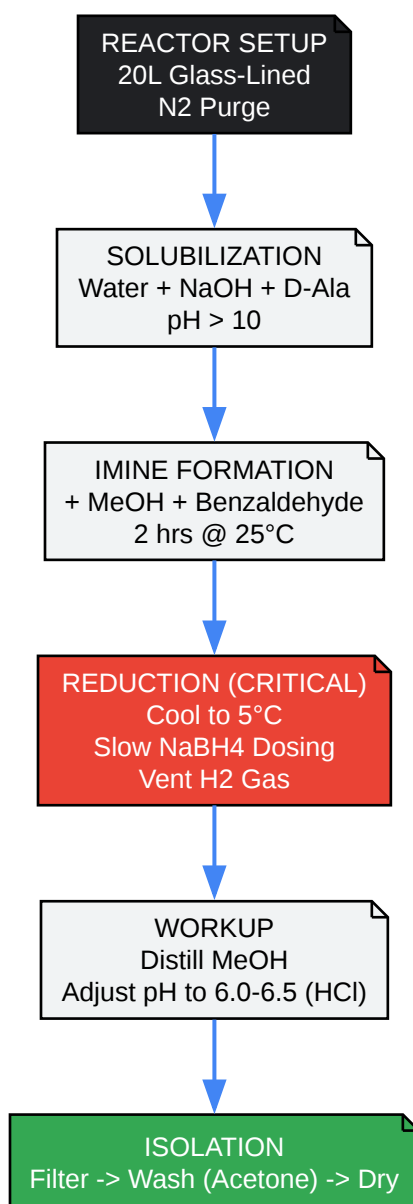 REACTOR SETUP
20L Glass-Lined
N2 Purge
SOLUBILIZATION
Water + NaOH + D-Ala
pH > 10
IMINE FORMATION
+ MeOH + Benzaldehyde
2 hrs @ 25°C
REDUCTION (CRITICAL)
Cool to 5°C
Slow NaBH4 Dosing
Vent H2 Gas
WORKUP
Distill MeOH
Adjust pH to 6.0-6.5 (HCl)
ISOLATION
Filter -> Wash (Acetone) -> Dry